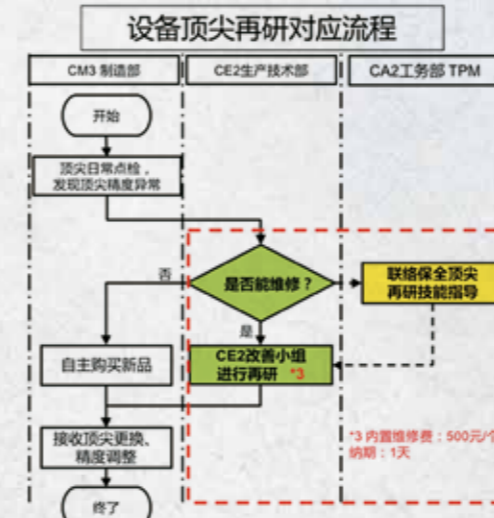 设备顶尖再研对应流程
CM3 制造部
CE2生产技术部
CA2工务部 TPM
开始
顶尖日常点检，
发现顶尖精度异常
否
是否能维修？
联络保全顶尖
再研技能指导
是
自主购买新品
CE2改善小组
进行再研 *3
接收顶尖更换、
精度调整
*3 内置维修费：500元/个
纳期：1天
终了